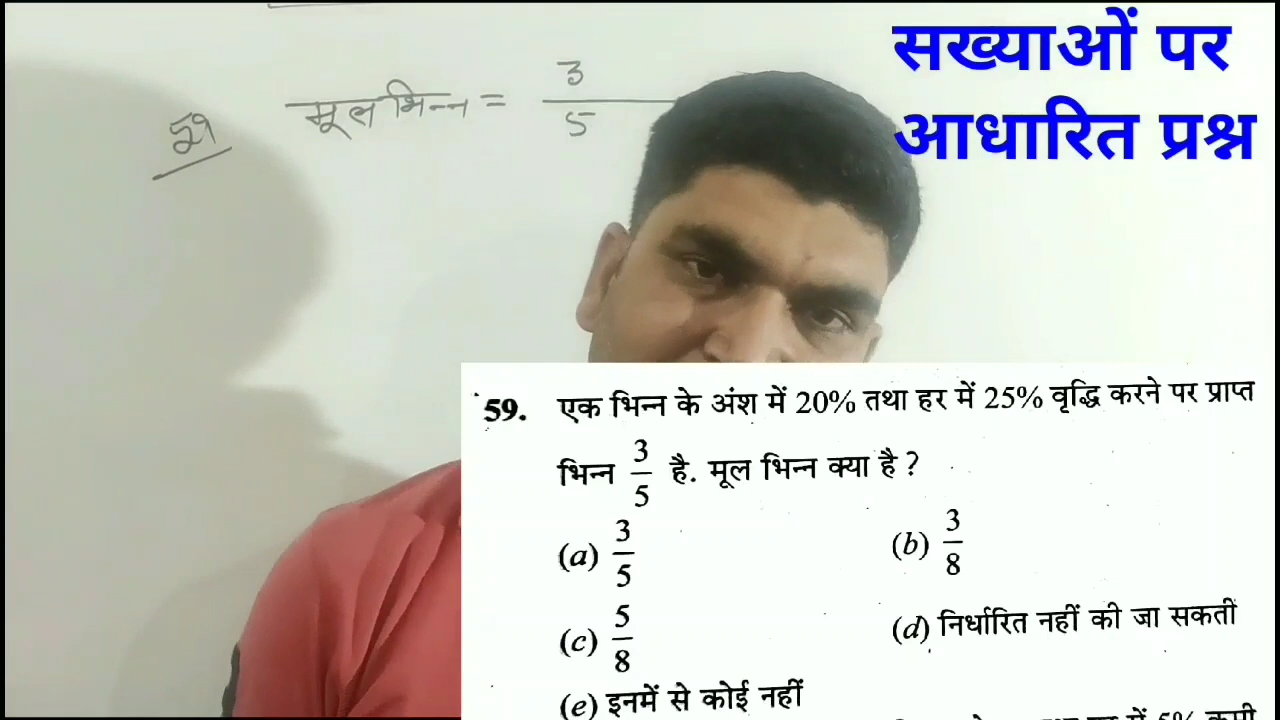 सख्याओं पर
आधारित प्रश्न
59
मूल भिन्न = 3/5
59. एक भिन्न के अंश में 20% तथा हर में 25% वृद्धि करने पर प्राप्त
भिन्न 3/5 है. मूल भिन्न क्या है ?
(a) 3/5 (b) 3/8
(c) 5/8 (d) निर्धारित नहीं की जा सकती
(e) इनमें से कोई नहीं